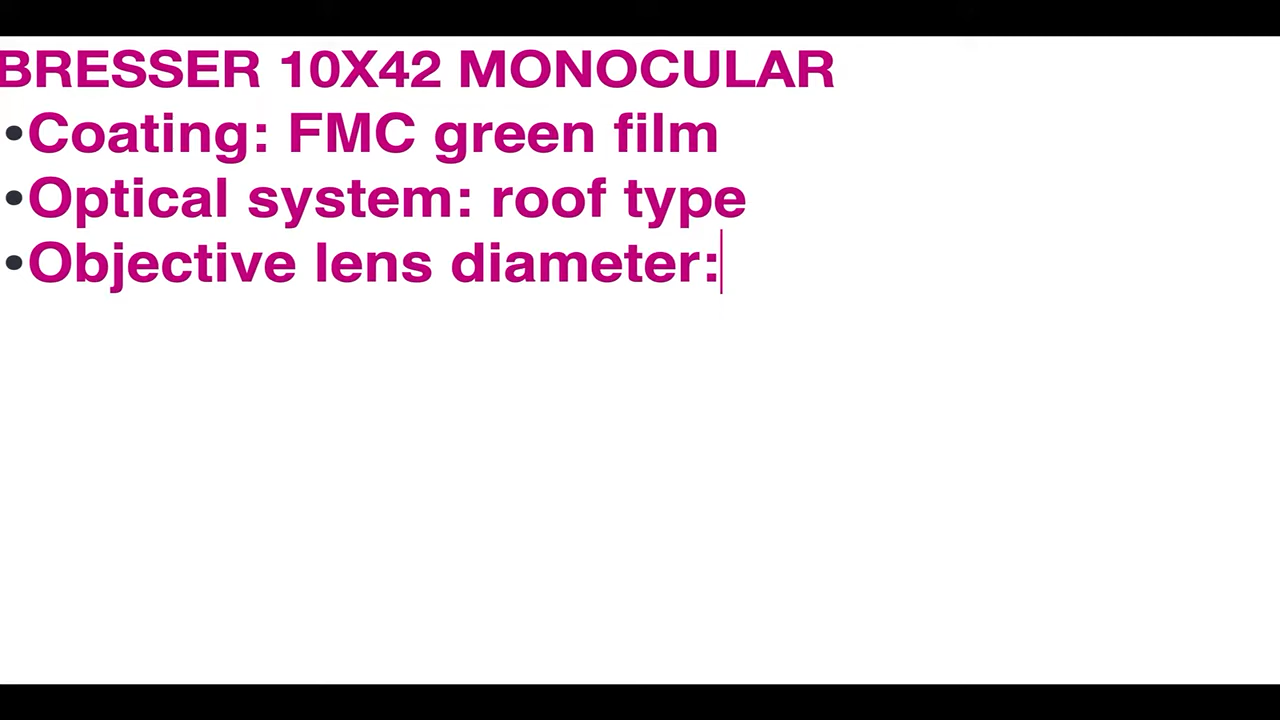 BRESSER 10X42 MONOCULAR
•Coating: FMC green film
•Optical system: roof type
•Objective lens diameter: